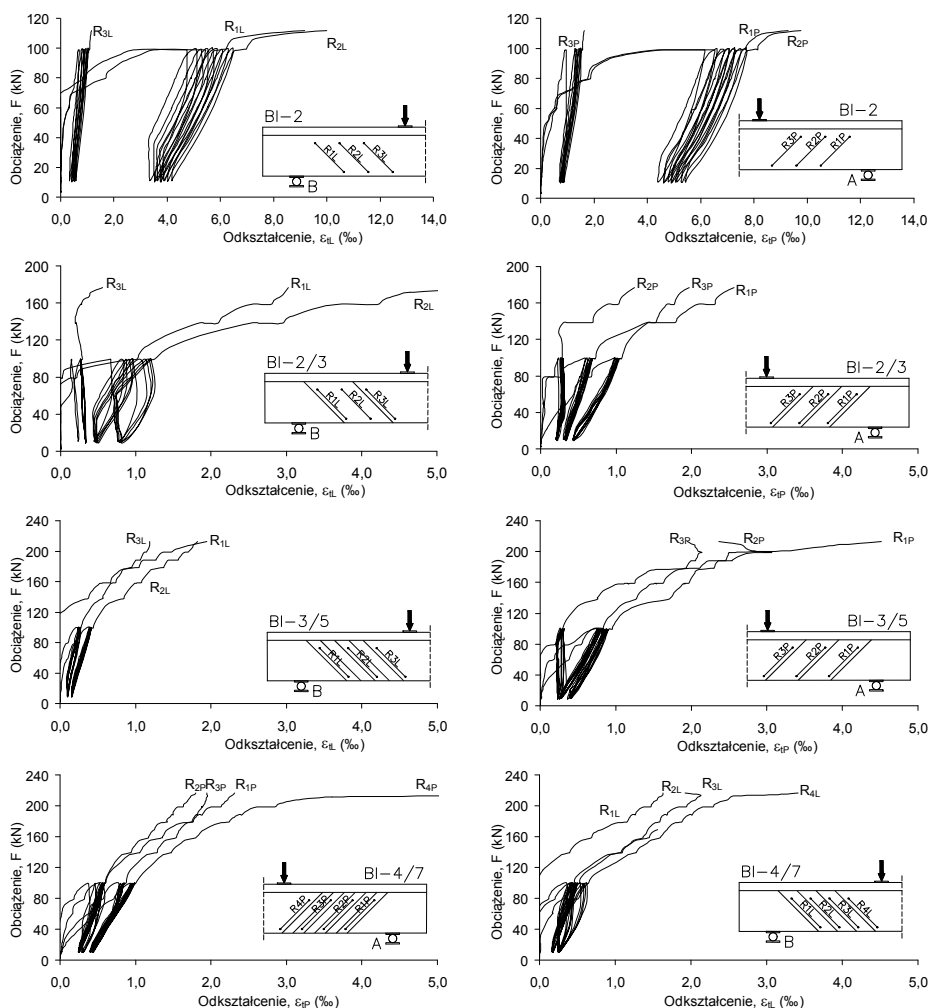 Obciążenie, F (kN)
120
100
80
60
40
20
0
R3L
R1L
R2L
BI-2
R1L
R2L
R3L
B
0,0 2,0 4,0 6,0 8,0 10,0 12,0 14,0
Odkształcenie, εtL (‰)
Obciążenie, F (kN)
120
100
80
60
40
20
0
R3P
R1P
R2P
BI-2
R3P
R2P
R1P
A
0,0 2,0 4,0 6,0 8,0 10,0 12,0 14,0
Odkształcenie, εtP (‰)
Obciążenie, F (kN)
200
160
120
80
40
0
R3L
R1L
R2L
BI-2/3
R1L
R2L
R3L
B
0,0 1,0 2,0 3,0 4,0 5,0
Odkształcenie, εtL (‰)
Obciążenie, F (kN)
200
160
120
80
40
0
R2P
R3P
R1P
BI-2/3
R3P
R2P
R1P
A
0,0 1,0 2,0 3,0 4,0 5,0
Odkształcenie, εtP (‰)
Obciążenie, F (kN)
240
200
160
120
80
40
0
R3L
R1L
R2L
BI-3/5
R1L
R2L
R3L
B
0,0 1,0 2,0 3,0 4,0 5,0
Odkształcenie, εtL (‰)
Obciążenie, F (kN)
240
200
160
120
80
40
0
R3P
R2P
R1P
BI-3/5
R3P
R2P
R1P
A
0,0 1,0 2,0 3,0 4,0 5,0
Odkształcenie, εtP (‰)
Obciążenie, F (kN)
240
200
160
120
80
40
0
R2P
R3P
R1P
R4P
BI-4/7
R4P
R3P
R2P
R1P
A
0,0 1,0 2,0 3,0 4,0 5,0
Odkształcenie, εtP (‰)
Obciążenie, F (kN)
240
200
160
120
80
40
0
R1L
R2L
R3L
R4L
BI-4/7
R1L
R2L
R3L
R4L
B
0,0 1,0 2,0 3,0 4,0 5,0
Odkształcenie, εtL (‰)